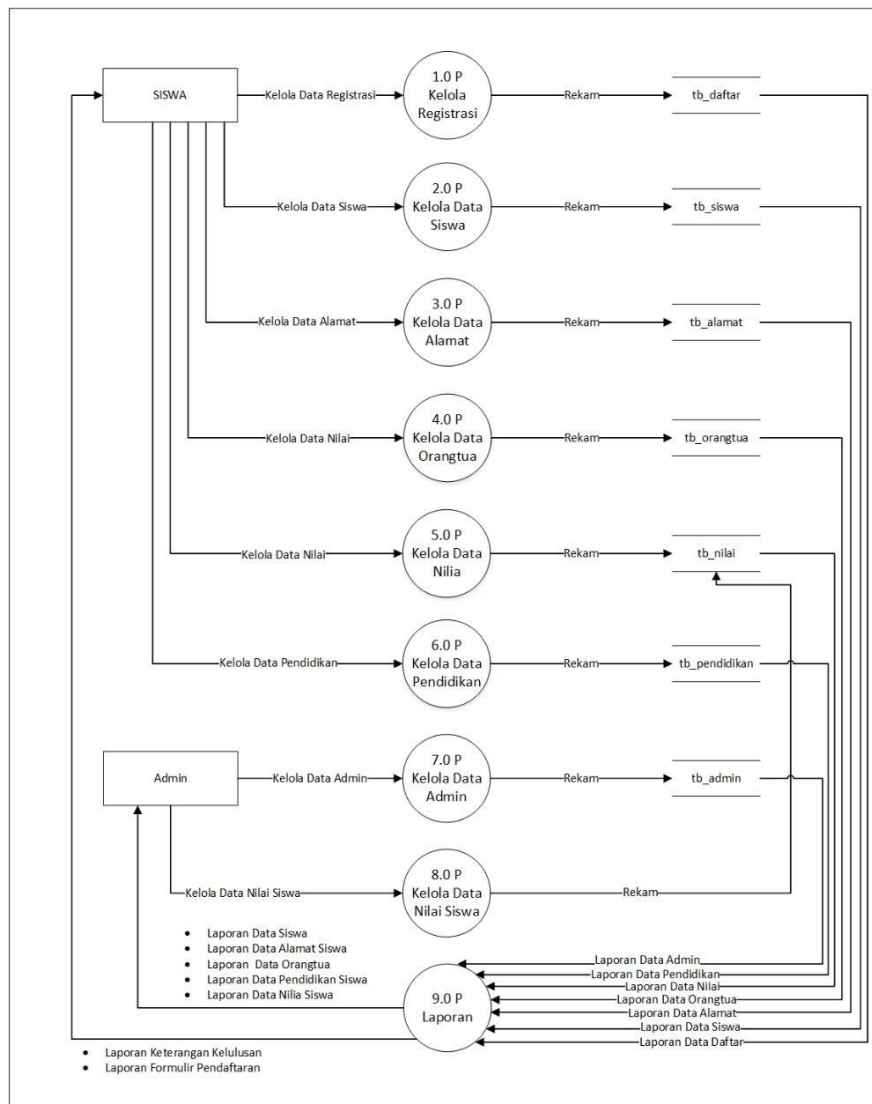 SISWA
Kelola Data Registrasi
1.0 P
Kelola
Registrasi
Rekam
tb_daftar
Kelola Data Siswa
2.0 P
Kelola Data
Siswa
Rekam
tb_siswa
Kelola Data Alamat
3.0 P
Kelola Data
Alamat
Rekam
tb_alamat
Kelola Data Nilai
4.0 P
Kelola Data
Orangtua
Rekam
tb_orangtua
Kelola Data Nilai
5.0 P
Kelola Data
Nilia
Rekam
tb_nilai
Kelola Data Pendidikan
6.0 P
Kelola Data
Pendidikan
Rekam
tb_pendidikan
Admin
Kelola Data Admin
7.0 P
Kelola Data
Admin
Rekam
tb_admin
Kelola Data Nilai Siswa
8.0 P
Kelola Data
Nilai Siswa
Rekam
• Laporan Data Siswa
• Laporan Data Alamat Siswa
• Laporan Data Orangtua
• Laporan Data Pendidikan Siswa
• Laporan Data Nilia Siswa
9.0 P
Laporan
Laporan Data Admin
Laporan Data Pendidikan
Laporan Data Nilai
Laporan Data Orangtua
Laporan Data Alamat
Laporan Data Siswa
Laporan Data Daftar
• Laporan Keterangan Kelulusan
• Laporan Formulir Pendaftaran